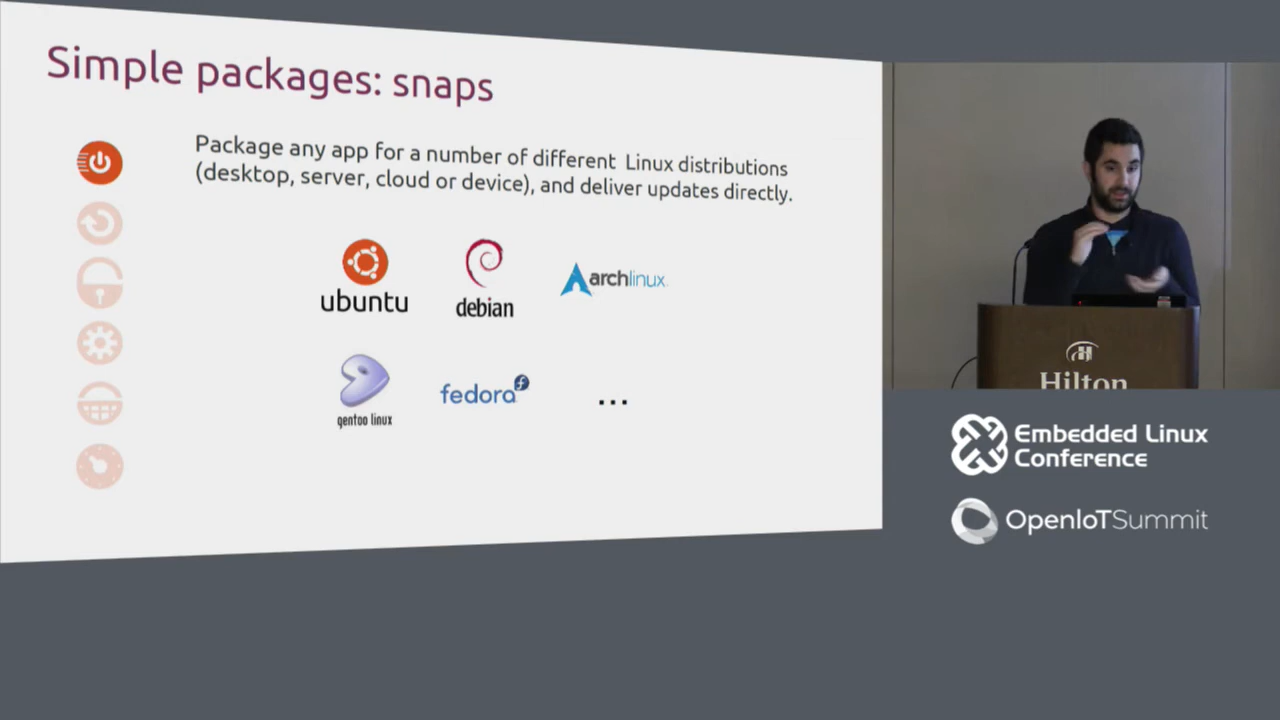 Simple packages: snaps
Package any app for a number of different Linux distributions
(desktop, server, cloud or device), and deliver updates directly.
ubuntu
debian
archlinux
gentoo linux
fedora
...
Hilton
Embedded Linux
Conference
OpenIoTSummit